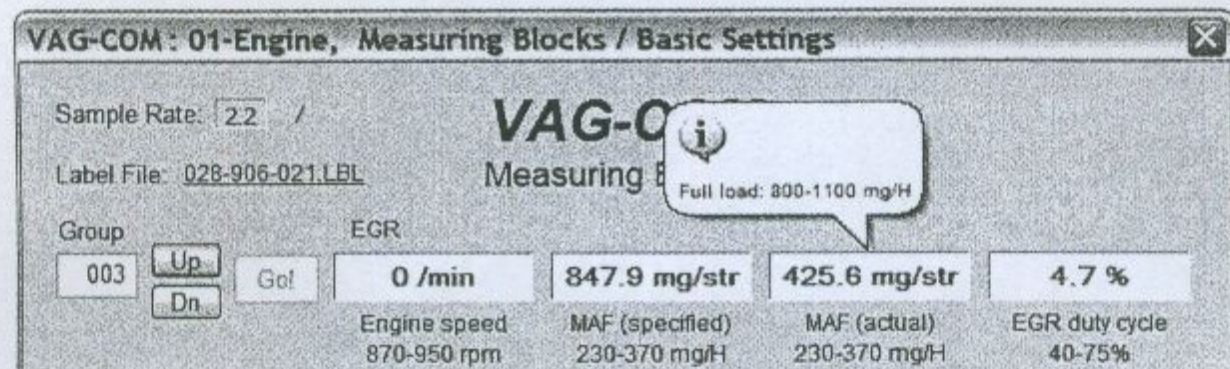 VAG-COM: 01-Engine, Measuring Blocks / Basic Settings
Sample Rate: 2.2 /
VAG-C
Full load: 800-1100 mg/H
Label File: 028-906-021.LBL
Measuring
Group
EGR
003
Up
Dn
Go!
0 /min
847.9 mg/str
425.6 mg/str
4.7 %
Engine speed
870-950 rpm
MAF (specified)
230-370 mg/H
MAF (actual)
230-370 mg/H
EGR duty cycle
40-75%